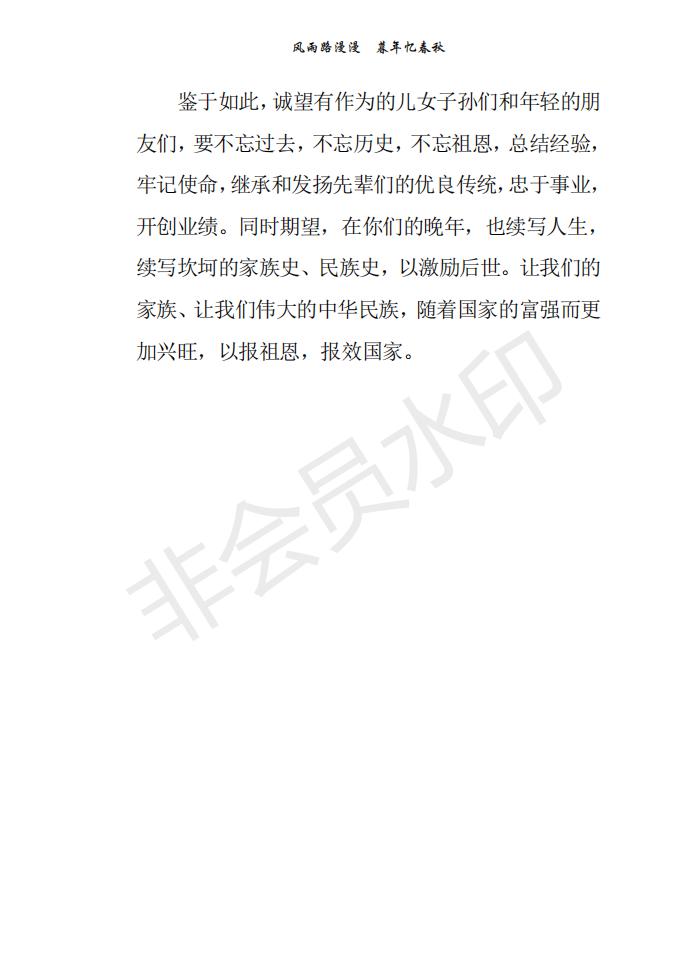 风雨路漫漫　暮年忆春秋
鉴于如此，诚望有作为的儿女子孙们和年轻的朋
友们，要不忘过去，不忘历史，不忘祖恩，总结经验，
牢记使命，继承和发扬先辈们的优良传统，忠于事业，
开创业绩。同时期望，在你们的晚年，也续写人生，
续写坎坷的家族史、民族史，以激励后世。让我们的
家族、让我们伟大的中华民族，随着国家的富强而更
加兴旺，以报祖恩，报效国家。
非会员水印